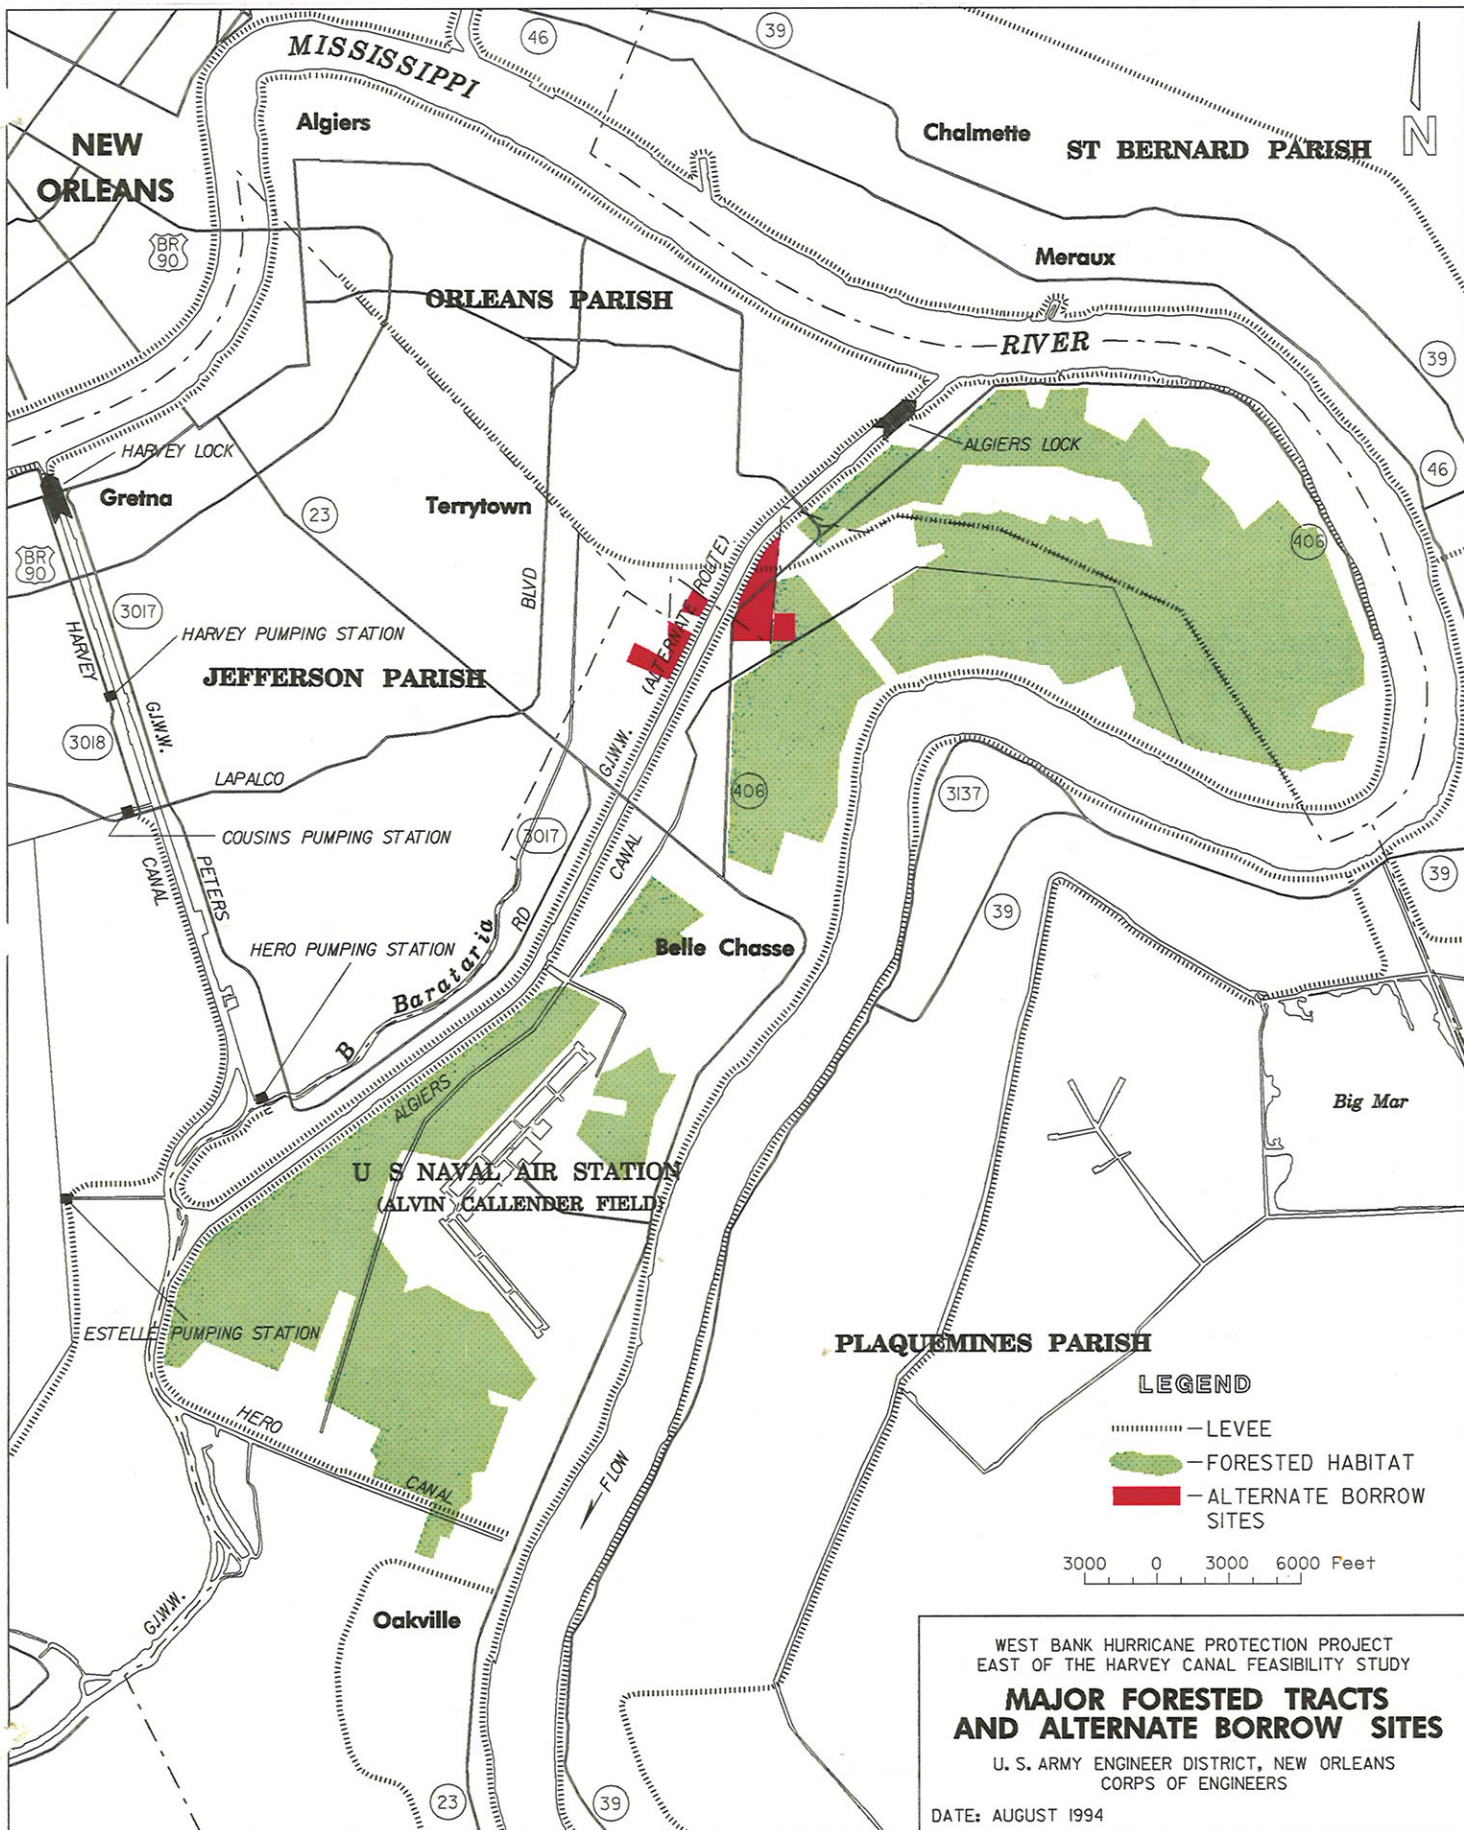 46
39
MISSISSIPPI
NEW
ORLEANS
Algiers
Chalmette
ST BERNARD PARISH
N
BR
90
Meraux
ORLEANS PARISH
RIVER
39
HARVEY LOCK
ALGIERS LOCK
Gretna
23
Terrytown
46
406
BR
90
3017
BLVD
(ALTERNATE ROUTE)
HARVEY
HARVEY PUMPING STATION
JEFFERSON PARISH
G.I.W.W.
3018
G.I.W.W.
LAPALCO
406
3137
COUSINS PUMPING STATION
3017
CANAL
CANAL
PETERS
39
39
RD
HERO PUMPING STATION
Belle Chasse
B Barataria
ALGIERS
Big Mar
U S NAVAL AIR STATION
(ALVIN CALLENDER FIELD)
ESTELLE PUMPING STATION
PLAQUEMINES PARISH
LEGEND
LEVEE
FORESTED HABITAT
ALTERNATE BORROW
SITES
HERO
CANAL
FLOW
3000 0 3000 6000 Feet
G.I.W.W.
Oakville
23
39
WEST BANK HURRICANE PROTECTION PROJECT
EAST OF THE HARVEY CANAL FEASIBILITY STUDY
MAJOR FORESTED TRACTS
AND ALTERNATE BORROW SITES
U. S. ARMY ENGINEER DISTRICT, NEW ORLEANS
CORPS OF ENGINEERS
DATE: AUGUST 1994